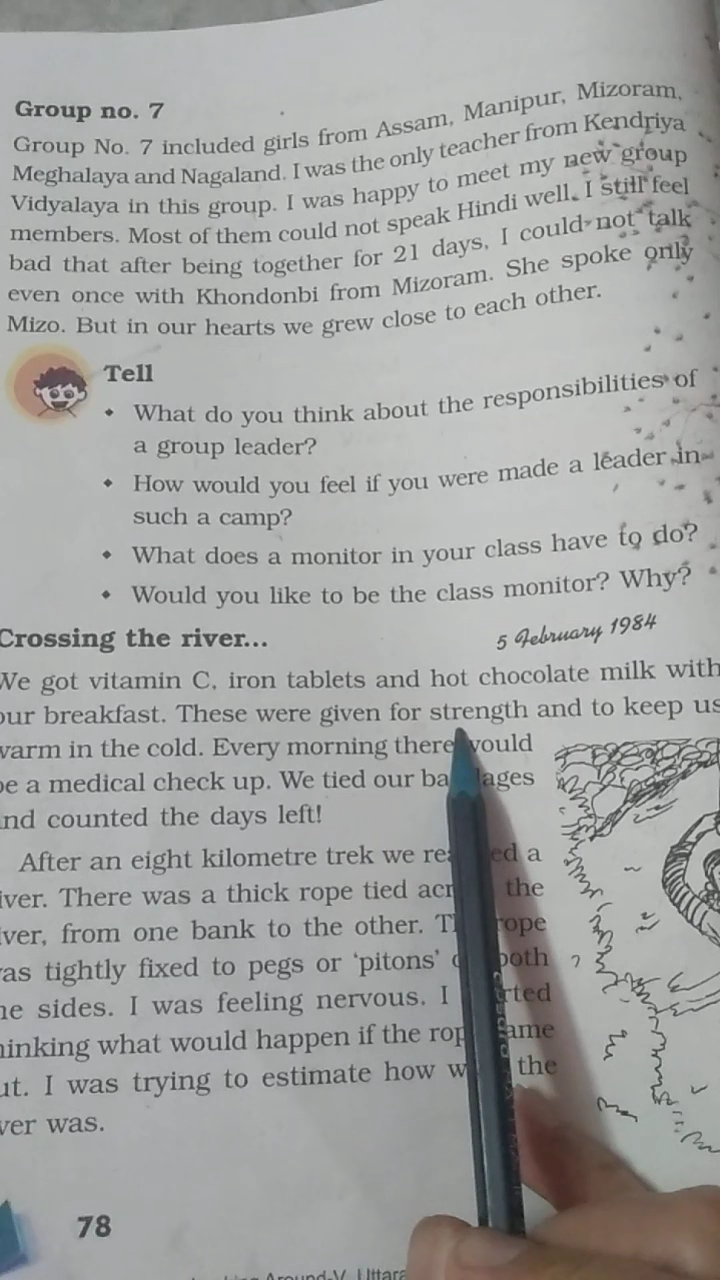 Group no. 7
Group No. 7 included girls from Assam, Manipur, Mizoram,
Meghalaya and Nagaland. I was the only teacher from Kendriya
Vidyalaya in this group. I was happy to meet my new group
members. Most of them could not speak Hindi well. I still feel
bad that after being together for 21 days, I could not talk
even once with Khondonbi from Mizoram. She spoke only
Mizo. But in our hearts we grew close to each other.
Tell
• What do you think about the responsibilities of
a group leader?
• How would you feel if you were made a leader in
such a camp?
• What does a monitor in your class have to do?
• Would you like to be the class monitor? Why?
Crossing the river...
5 February 1984
We got vitamin C, iron tablets and hot chocolate milk with
our breakfast. These were given for strength and to keep us
warm in the cold. Every morning there would
be a medical check up. We tied our ba ages
and counted the days left!
After an eight kilometre trek we re ed a
iver. There was a thick rope tied acr the
iver, from one bank to the other. T rope
as tightly fixed to pegs or ‘pitons’ both
he sides. I was feeling nervous. I rted
hinking what would happen if the rop ame
ut. I was trying to estimate how w the
ver was.
78
Around-V, Uttara